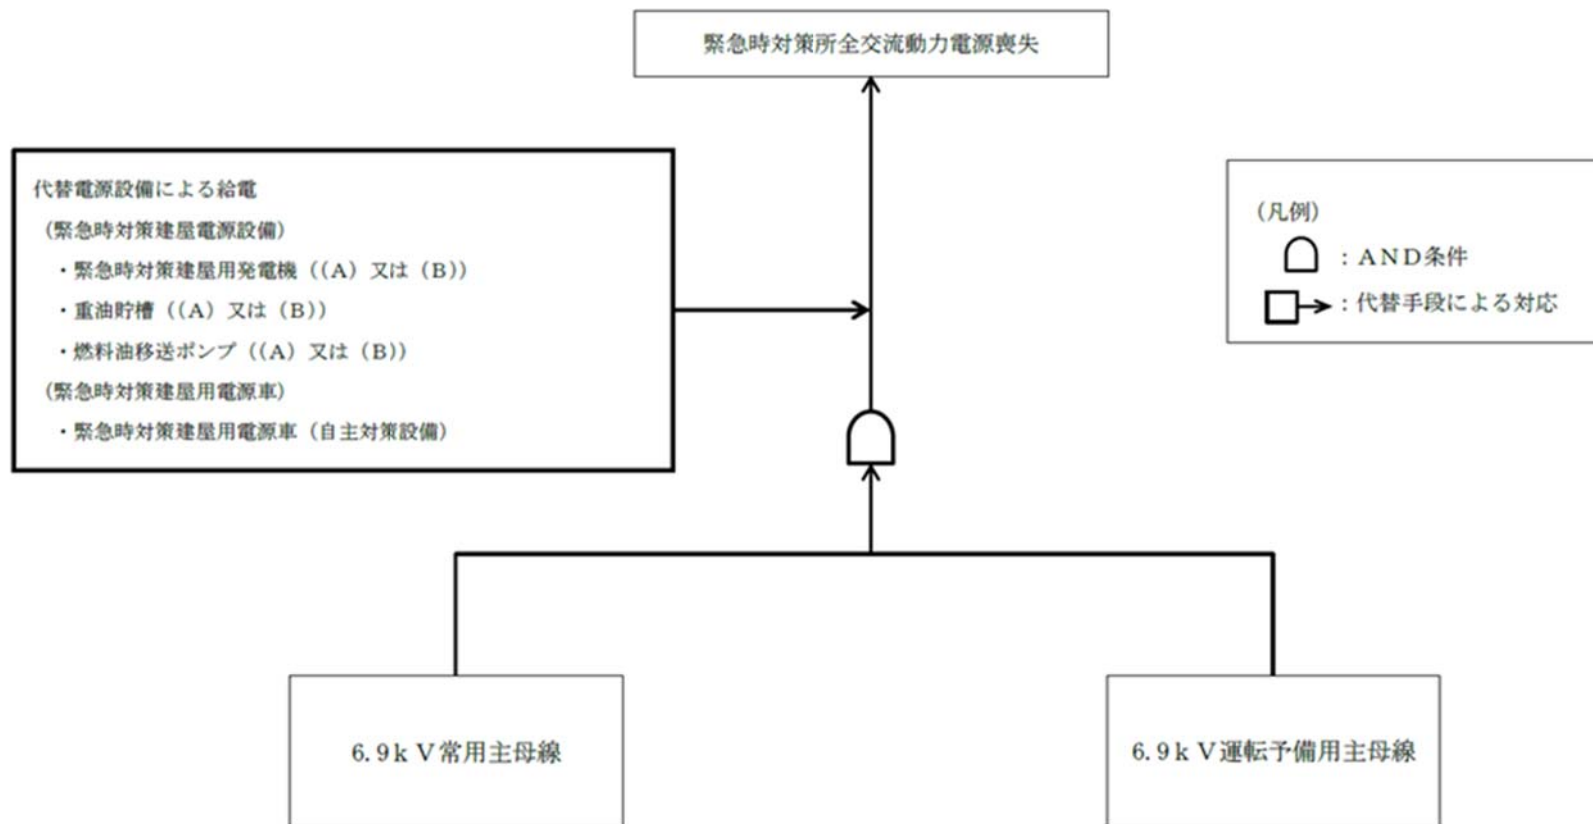 緊急時対策所全交流動力電源喪失
代替電源設備による給電
(緊急時対策建屋電源設備)
・緊急時対策建屋用発電機((A)又は(B))
・重油貯槽((A)又は(B))
・燃料油移送ポンプ((A)又は(B))
(緊急時対策建屋用電源車)
・緊急時対策建屋用電源車(自主対策設備)
(凡例)
:AND条件
:代替手段による対応
6.9kV常用主母線
6.9kV運転予備用主母線